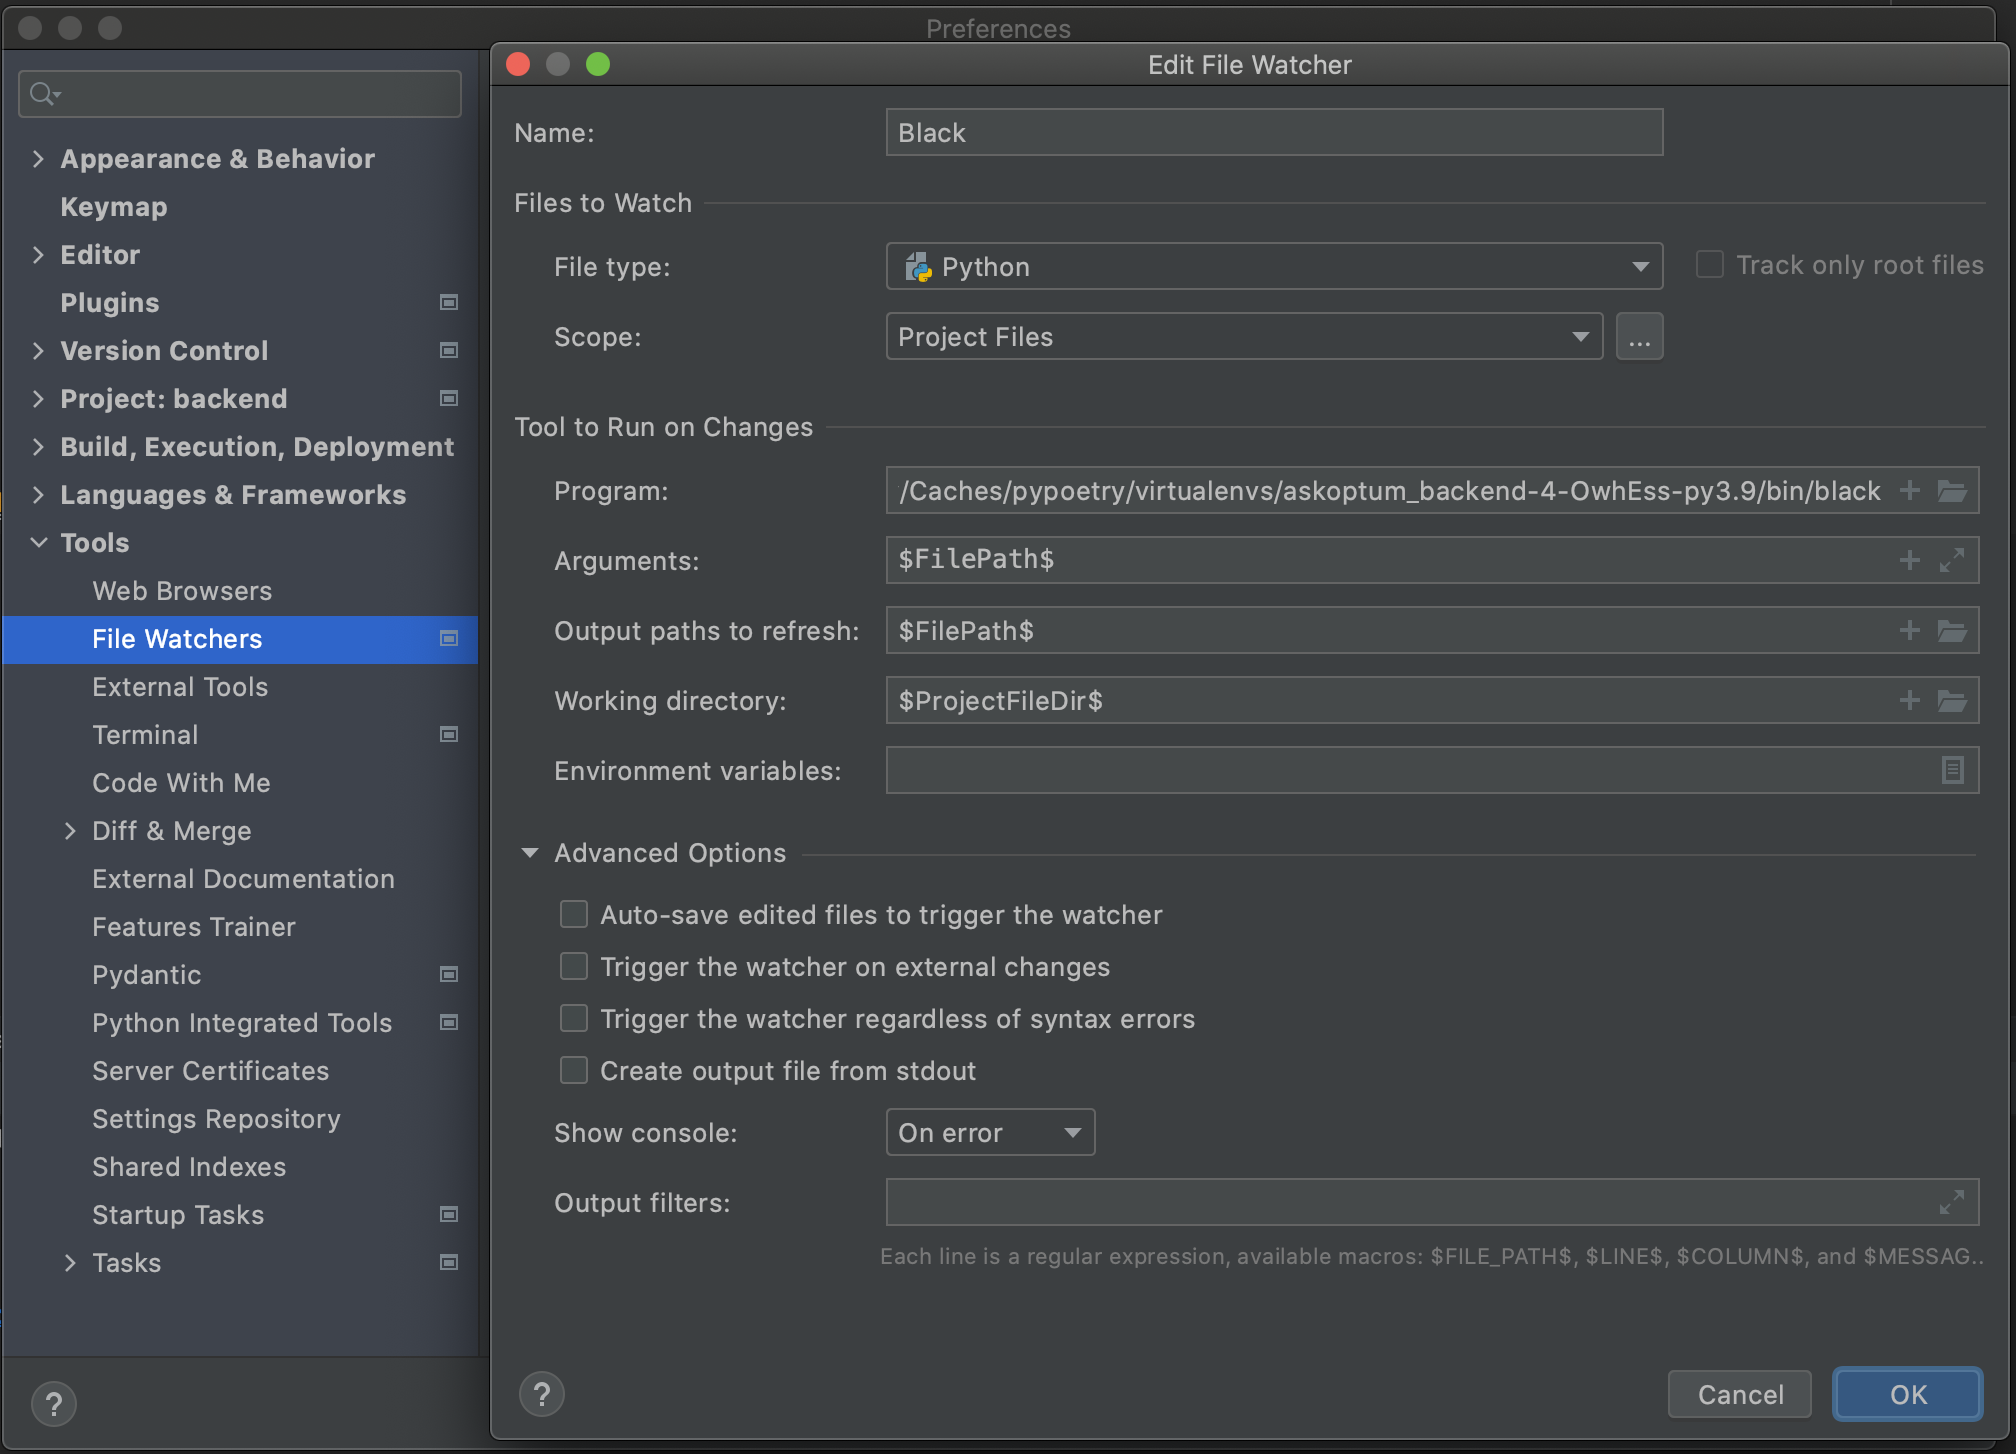 Preferences
Appearance & Behavior
Keymap
Editor
Plugins
Version Control
Project: backend
Build, Execution, Deployment
Languages & Frameworks
Tools
Web Browsers
File Watchers
External Tools
Terminal
Code With Me
Diff & Merge
External Documentation
Features Trainer
Pydantic
Python Integrated Tools
Server Certificates
Settings Repository
Shared Indexes
Startup Tasks
Tasks
?
Edit File Watcher
Name: Black
Files to Watch
File type: Python Track only root files
Scope: Project Files ...
Tool to Run on Changes
Program: /Caches/pypoetry/virtualenvs/askoptum_backend-4-OwhEss-py3.9/bin/black
Arguments: $FilePath$
Output paths to refresh: $FilePath$
Working directory: $ProjectFileDir$
Environment variables:
Advanced Options
Auto-save edited files to trigger the watcher
Trigger the watcher on external changes
Trigger the watcher regardless of syntax errors
Create output file from stdout
Show console: On error
Output filters:
Each line is a regular expression, available macros: $FILE_PATH$, $LINE$, $COLUMN$, and $MESSAG..
? Cancel OK